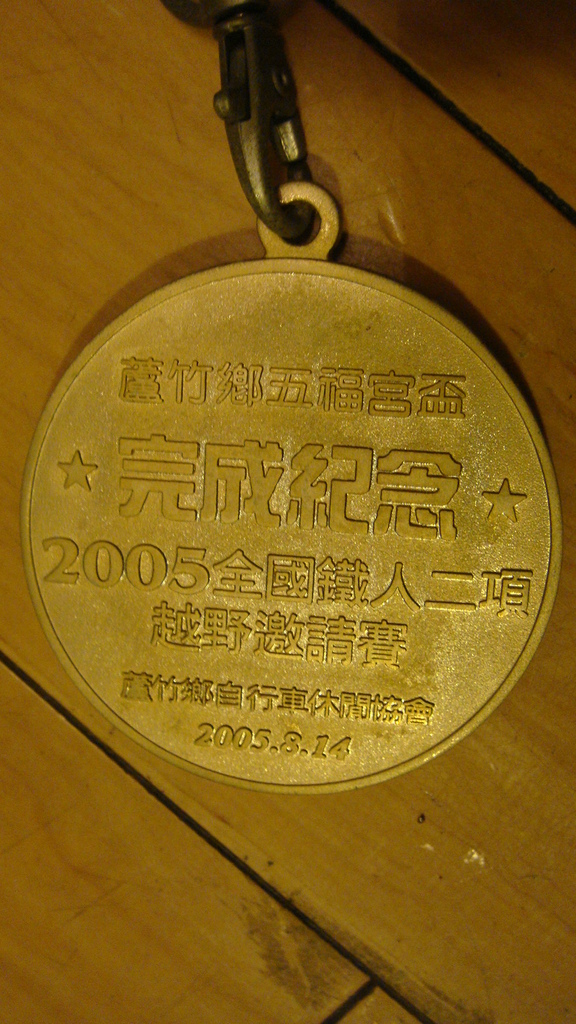 蘆竹鄉五福宮盃
★完成紀念★
2005全國鐵人二項
越野邀請賽
蘆竹鄉自行車休閒協會
2005.8.14